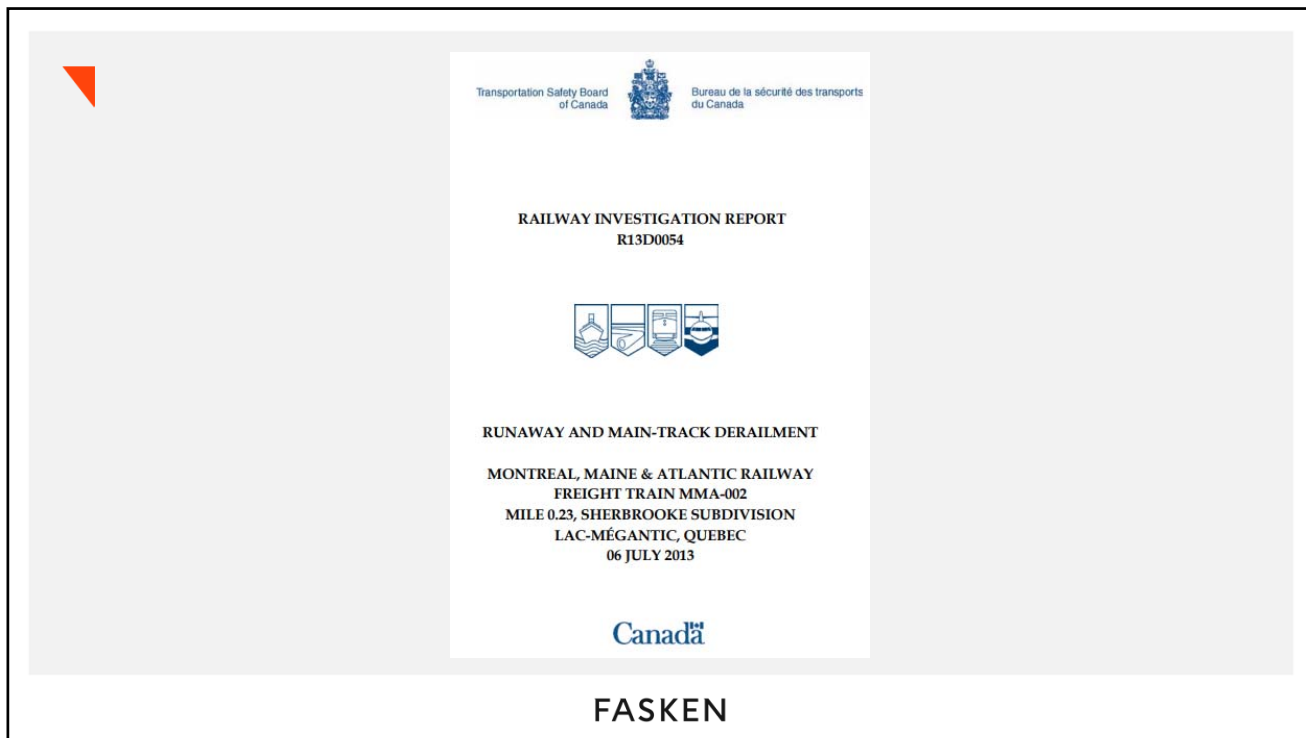 Transportation Safety Board
of Canada
Bureau de la sécurité des transports
du Canada
RAILWAY INVESTIGATION REPORT
R13D0054
RUNAWAY AND MAIN-TRACK DERAILMENT
MONTREAL, MAINE & ATLANTIC RAILWAY
FREIGHT TRAIN MMA-002
MILE 0.23, SHERBROOKE SUBDIVISION
LAC-MÉGANTIC, QUEBEC
06 JULY 2013
Canada
FASKEN